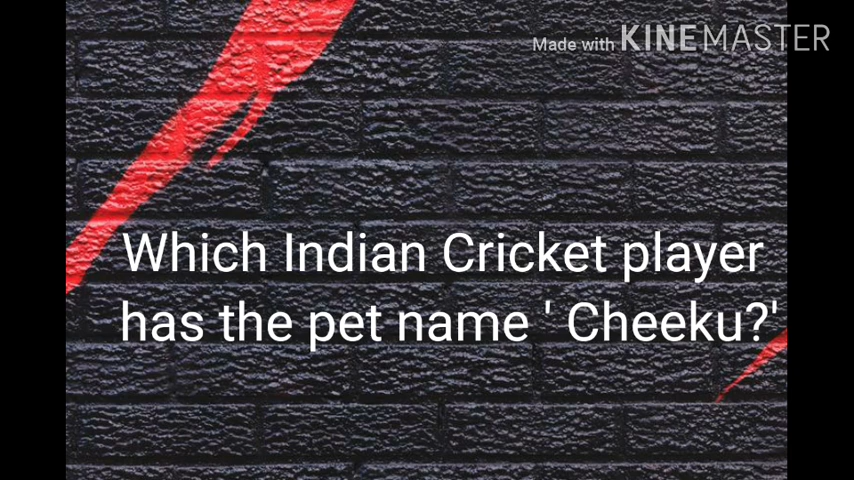 Made with KINEMASTER
Which Indian Cricket player
has the pet name ' Cheeku?'